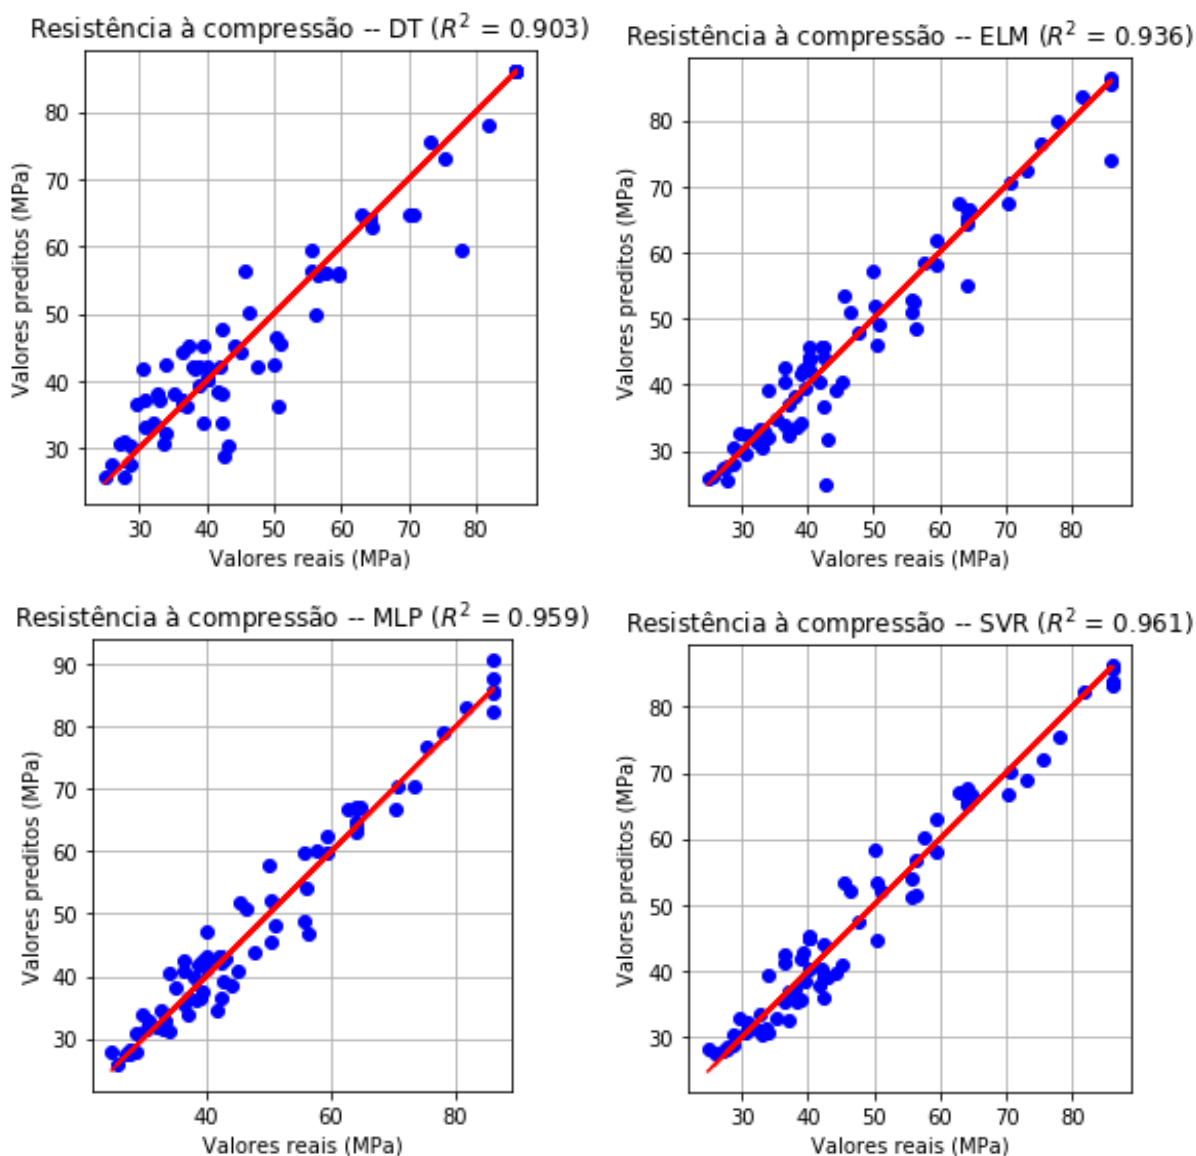 Resistência à compressão -- DT (R² = 0.903)
Valores preditos (MPa)
80
70
60
50
40
30
30 40 50 60 70 80
Valores reais (MPa)
Resistência à compressão -- ELM (R² = 0.936)
Valores preditos (MPa)
80
70
60
50
40
30
30 40 50 60 70 80
Valores reais (MPa)
Resistência à compressão -- MLP (R² = 0.959)
Valores preditos (MPa)
90
80
70
60
50
40
30
40 60 80
Valores reais (MPa)
Resistência à compressão -- SVR (R² = 0.961)
Valores preditos (MPa)
80
70
60
50
40
30
30 40 50 60 70 80
Valores reais (MPa)